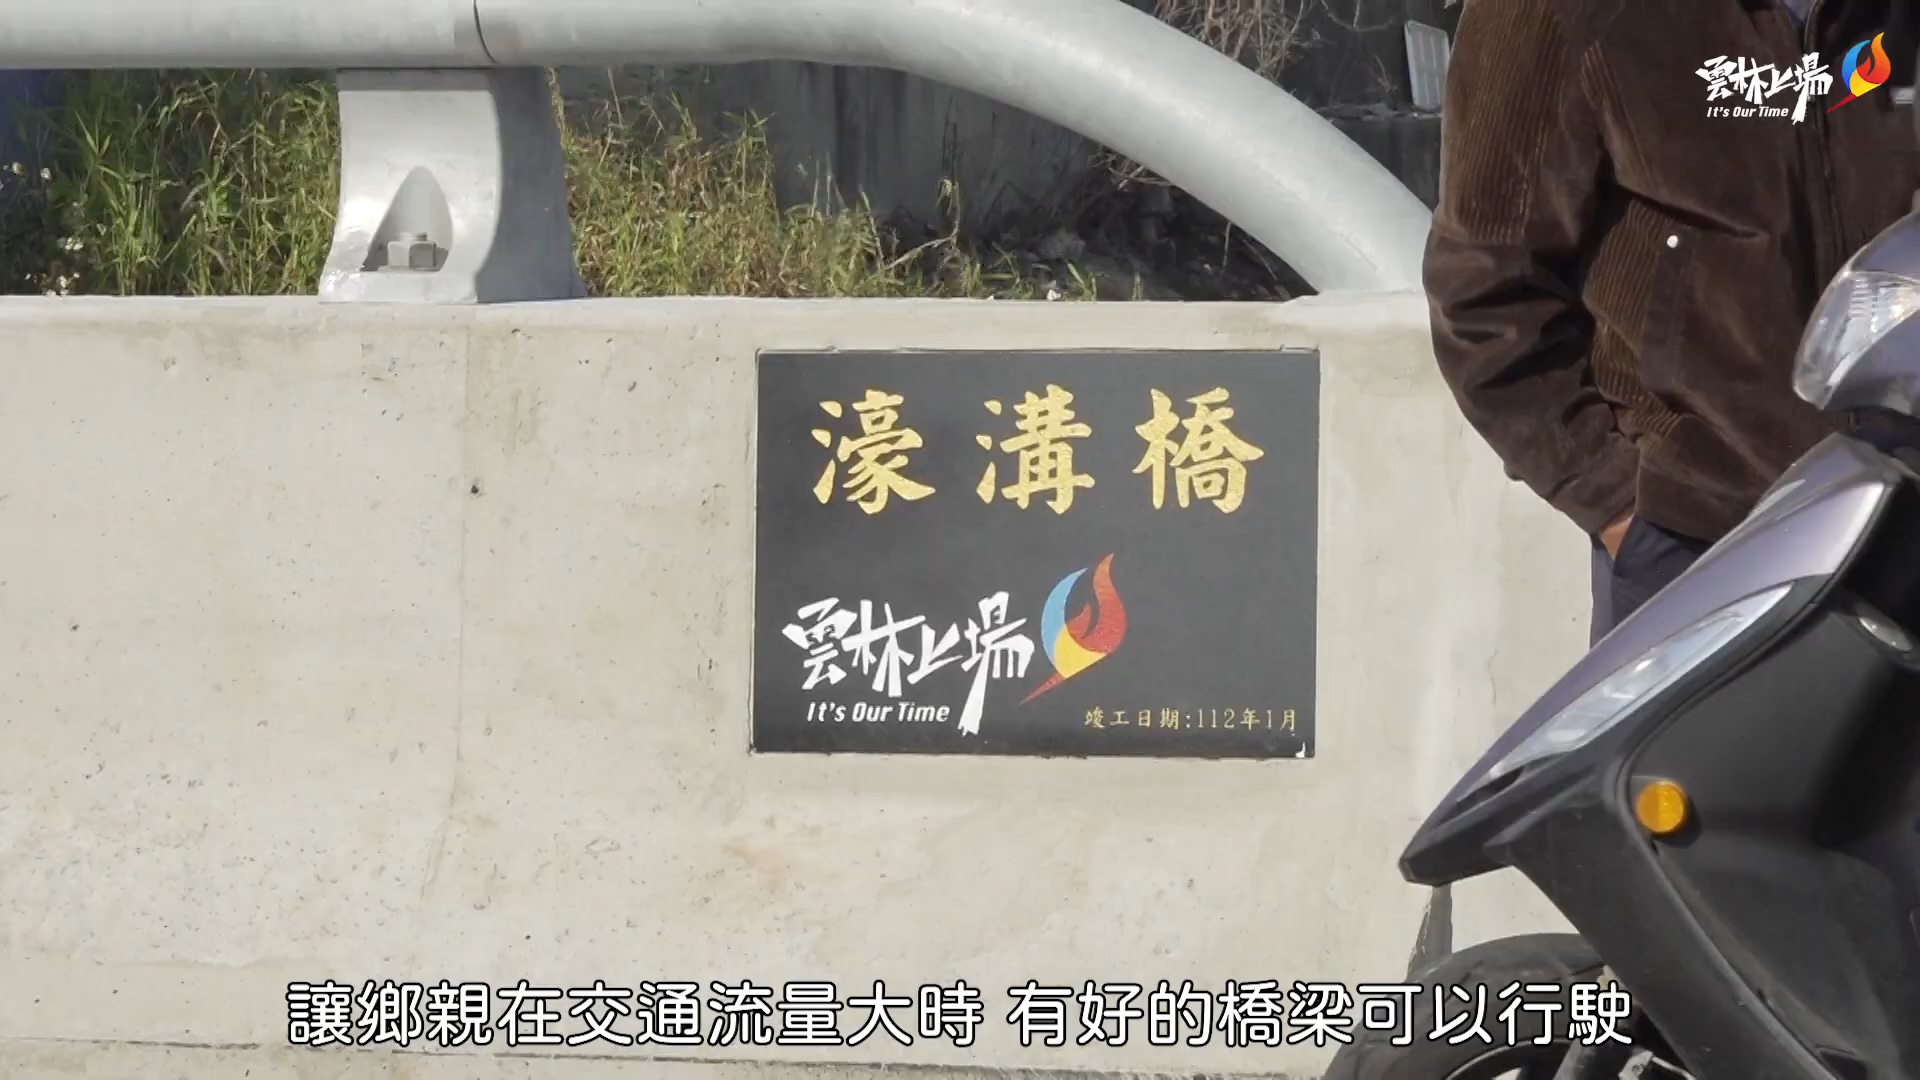 雲林上場
It's Our Time
濠溝橋
雲林上場
It's Our Time
竣工日期:112年1月
讓鄉親在交通流量大時 有好的橋梁可以行駛